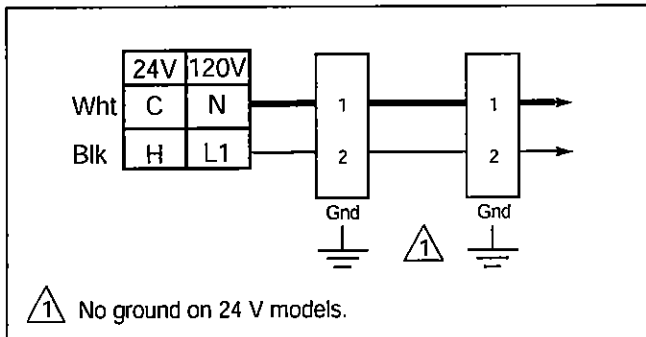 24V 120V
Wht C N 1 1
Blk H L1 2 2
Gnd Gnd
1
1 No ground on 24 V models.